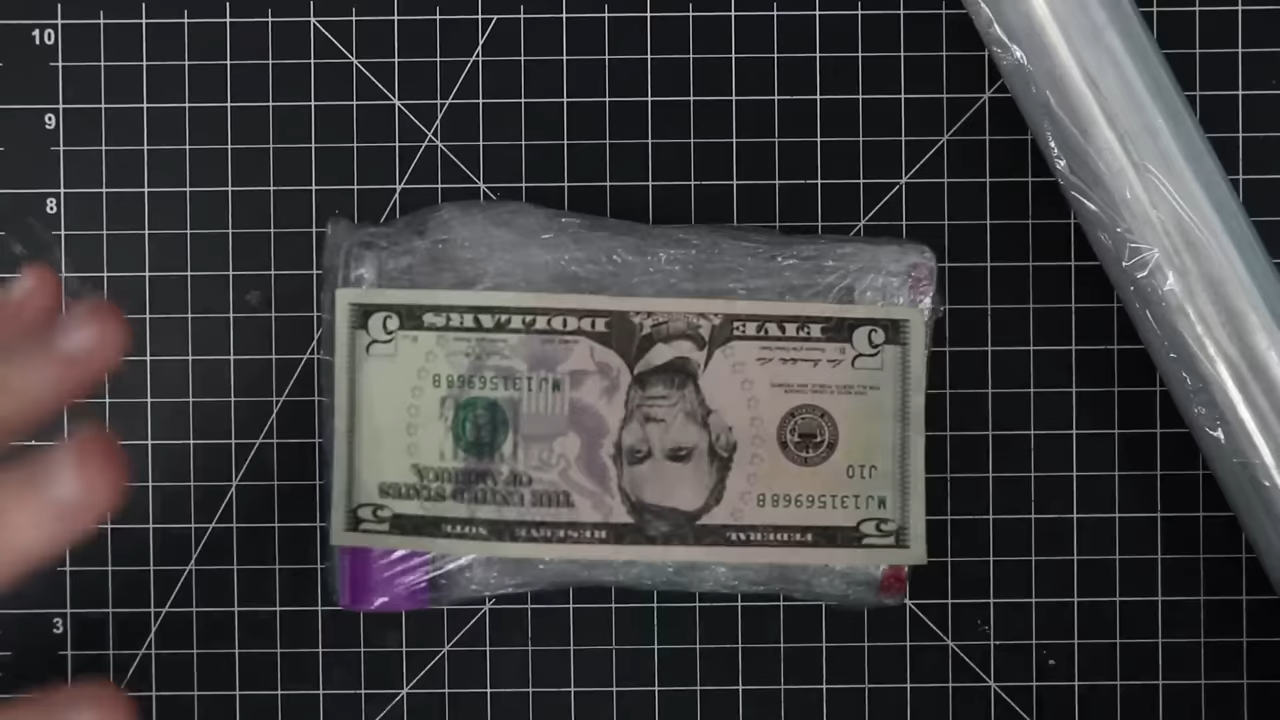 10
9
8
3
FEDERAL RESERVE NOTE
5
5
THE UNITED STATES
OF AMERICA
MJ13156968B
J10
MJ13156968B
FIVE DOLLARS
5
5